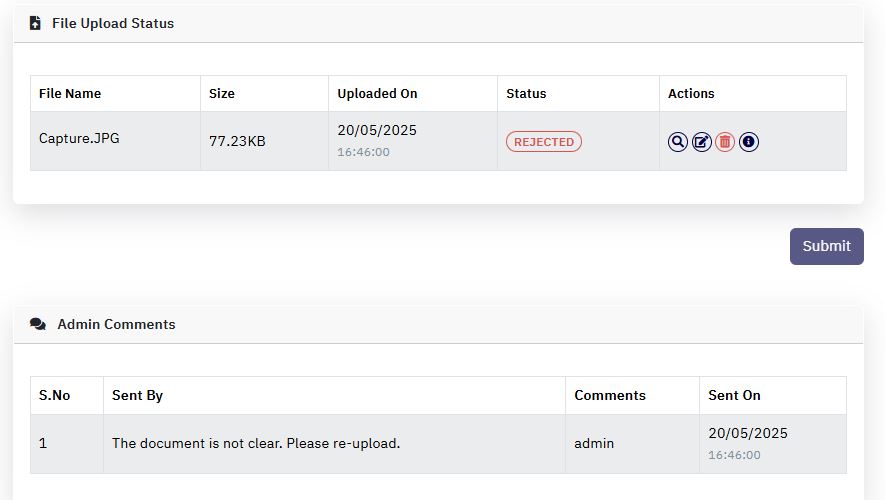 File Upload Status
File Name Size Uploaded On Status Actions
Capture.JPG 77.23KB 20/05/2025 REJECTED
16:46:00
Submit
Admin Comments
S.No Sent By Comments Sent On
1 The document is not clear. Please re-upload. admin 20/05/2025
16:46:00